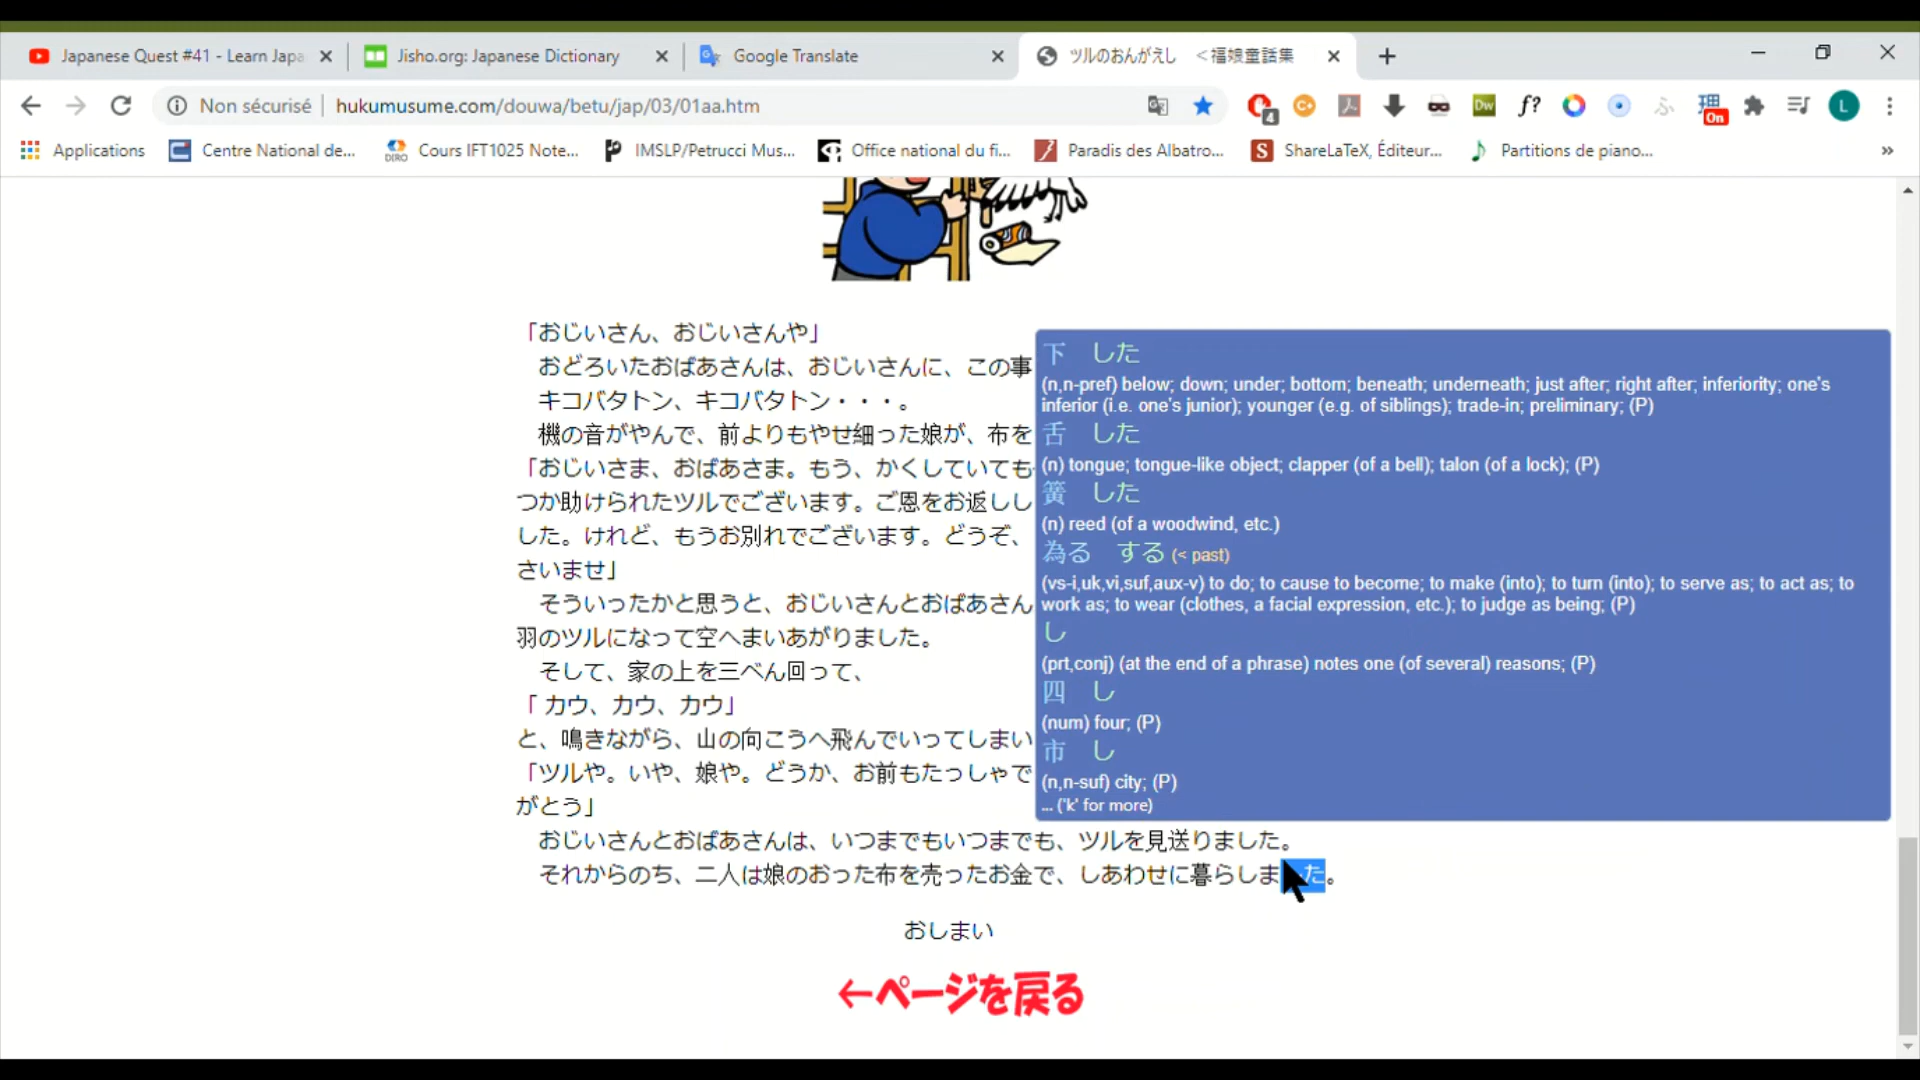 Japanese Quest #41 - Learn Japa
Jisho.org: Japanese Dictionary
Google Translate
ツルのおんがえし <福娘童話集
Non sécurisé
hukumusume.com/douwa/betu/jap/03/01aa.htm
4
Dw
f?
On
L
Applications
Centre National de...
DIRO
Cours IFT1025 Note...
IMSLP/Petrucci Mus...
Office national du fi...
Paradis des Albatro...
S
ShareLaTeX, Éditeur...
Partitions de piano...
»
「おじいさん、おじいさんや」
おどろいたおばあさんは、おじいさんに、この事
キコバタトン、キコバタトン・・・。
機の音がやんで、前よりもやせ細った娘が、布を
「おじいさま、おばあさま。もう、かくしていても
つか助けられたツルでございます。ご恩をお返しし
した。けれど、もうお別れでございます。どうぞ、
さいませ」
そういったかと思うと、おじいさんとおばあさん
羽のツルになって空へまいあがりました。
そして、家の上を三べん回って、
「 カウ、カウ、カウ」
と、鳴きながら、山の向こうへ飛んでいってしまい
「ツルや。いや、娘や。どうか、お前もたっしゃで
がとう」
おじいさんとおばあさんは、いつまでもいつまでも、ツルを見送りました。
それからのち、二人は娘のおった布を売ったお金で、しあわせに暮らしました。
おしまい
←ページを戻る
下 した
(n,n-pref) below; down; under; bottom; beneath; underneath; just after; right after; inferiority; one's
inferior (i.e. one's junior); younger (e.g. of siblings); trade-in; preliminary; (P)
舌 した
(n) tongue; tongue-like object; clapper (of a bell); talon (of a lock); (P)
簧 した
(n) reed (of a woodwind, etc.)
為る する (< past)
(vs-i,uk,vi,suf,aux-v) to do; to cause to become; to make (into); to turn (into); to serve as; to act as; to
work as; to wear (clothes, a facial expression, etc.); to judge as being; (P)
し
(prt,conj) (at the end of a phrase) notes one (of several) reasons; (P)
四 し
(num) four; (P)
市 し
(n,n-suf) city; (P)
... ('k' for more)